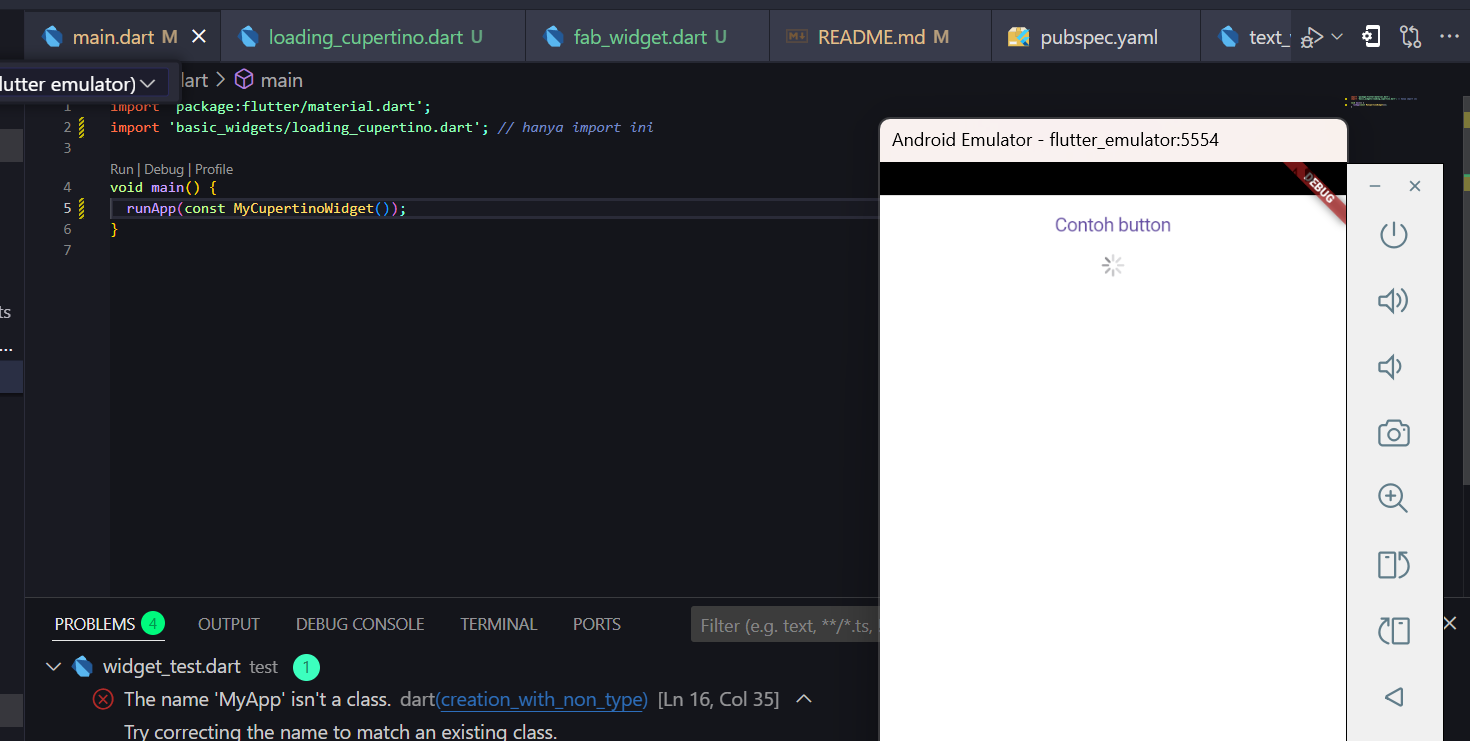 main.dart M
loading_cupertino.dart U
fab_widget.dart U
README.md M
pubspec.yaml
text_
lutter emulator)
lart > main
1 import 'package:flutter/material.dart';
2 import 'basic_widgets/loading_cupertino.dart'; // hanya import ini
3
Run | Debug | Profile
4 void main() {
5 runApp(const MyCupertinoWidget());
6 }
7
ts
...
Android Emulator - flutter_emulator:5554
DEBUG
Contoh button
PROBLEMS 4 OUTPUT DEBUG CONSOLE TERMINAL PORTS
Filter (e.g. text, **/*.ts,
widget_test.dart test 1
The name 'MyApp' isn't a class. dart(creation_with_non_type) [Ln 16, Col 35]
Try correcting the name to match an existing class.